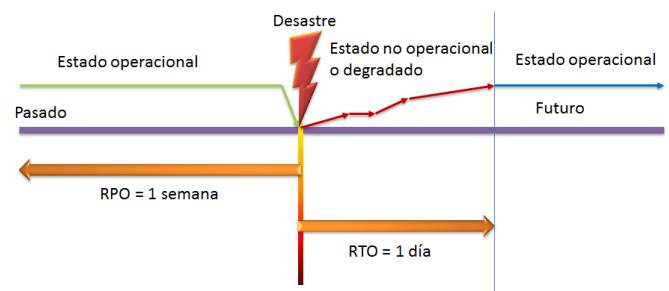 Desastre
Estado operacional
Estado no operacional
o degradado
Estado operacional
Pasado
Futuro
RPO = 1 semana
RTO = 1 día